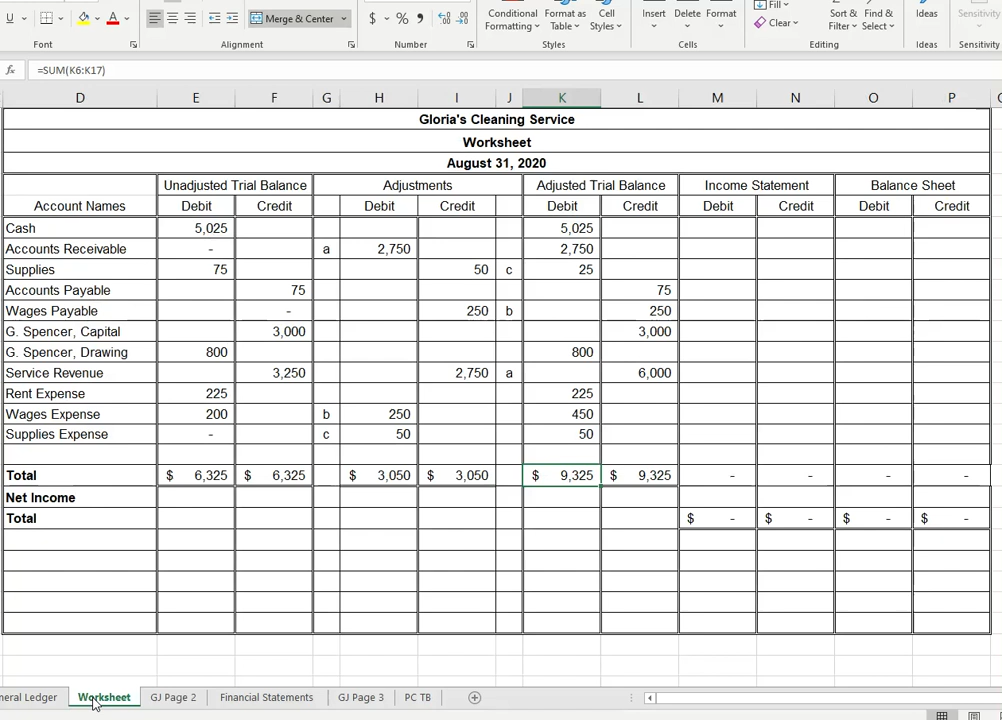 U Merge & Center $ % 9 Conditional Format as Cell Insert Delete Format Fill Sort & Find & Ideas Sensitivity
A Formatting Table Styles Clear Filter Select
Font Alignment Number Styles Cells Editing Ideas Sensitivity
fx =SUM(K6:K17)
D E F G H I J K L M N O P
Gloria's Cleaning Service
Worksheet
August 31, 2020
Unadjusted Trial Balance Adjustments Adjusted Trial Balance Income Statement Balance Sheet
Account Names Debit Credit Debit Credit Debit Credit Debit Credit Debit Credit
Cash 5,025 5,025
Accounts Receivable - a 2,750 2,750
Supplies 75 50 c 25
Accounts Payable 75 75
Wages Payable - 250 b 250
G. Spencer, Capital 3,000 3,000
G. Spencer, Drawing 800 800
Service Revenue 3,250 2,750 a 6,000
Rent Expense 225 225
Wages Expense 200 b 250 450
Supplies Expense - c 50 50
Total $ 6,325 $ 6,325 $ 3,050 $ 3,050 $ 9,325 $ 9,325 - - - -
Net Income
Total $ - $ - $ - $ -
neral Ledger Worksheet GJ Page 2 Financial Statements GJ Page 3 PC TB